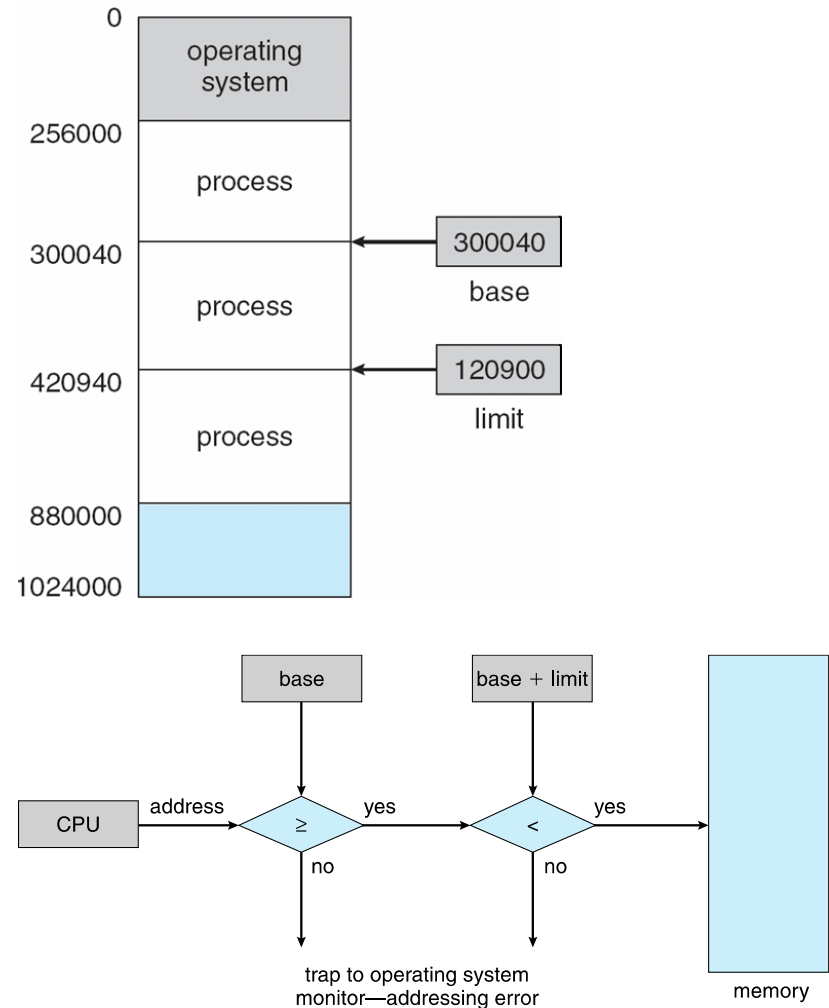 0
operating
system
256000
process
300040
300040
base
process
120900
420940
limit
process
880000
1024000
base
base + limit
CPU
address
≥
yes
<
yes
no
no
trap to operating system
monitor—addressing error
memory